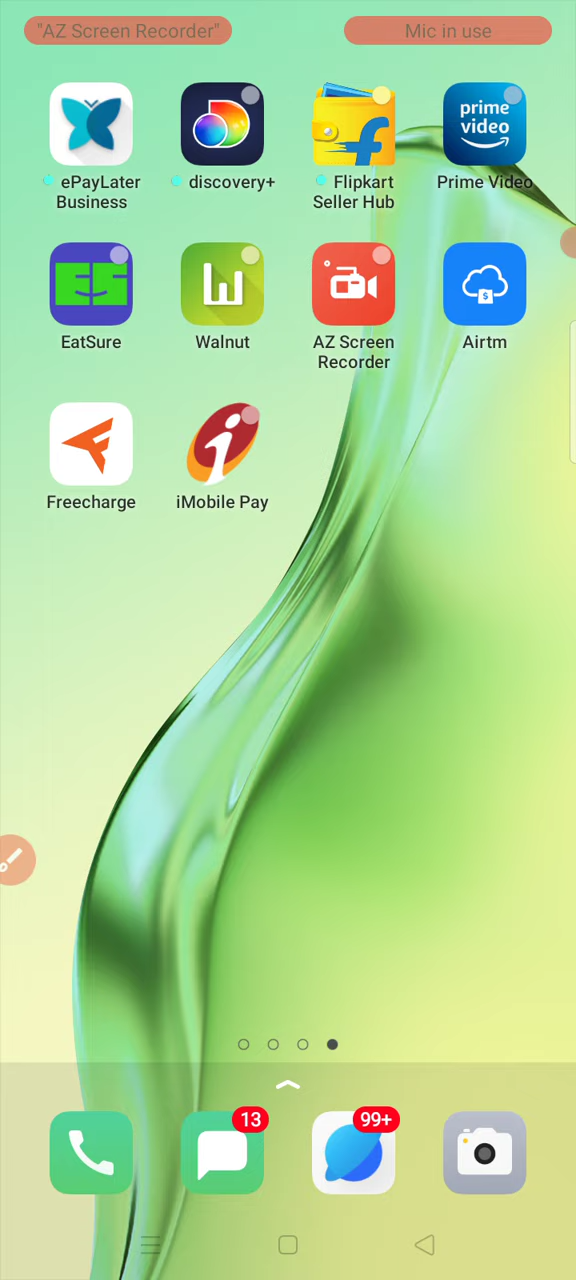 "AZ Screen Recorder"
Mic in use
prime
video
ePayLater
Business
discovery+
Flipkart
Seller Hub
Prime Video
EatSure
Walnut
AZ Screen
Recorder
Airtm
Freecharge
iMobile Pay
13
99+